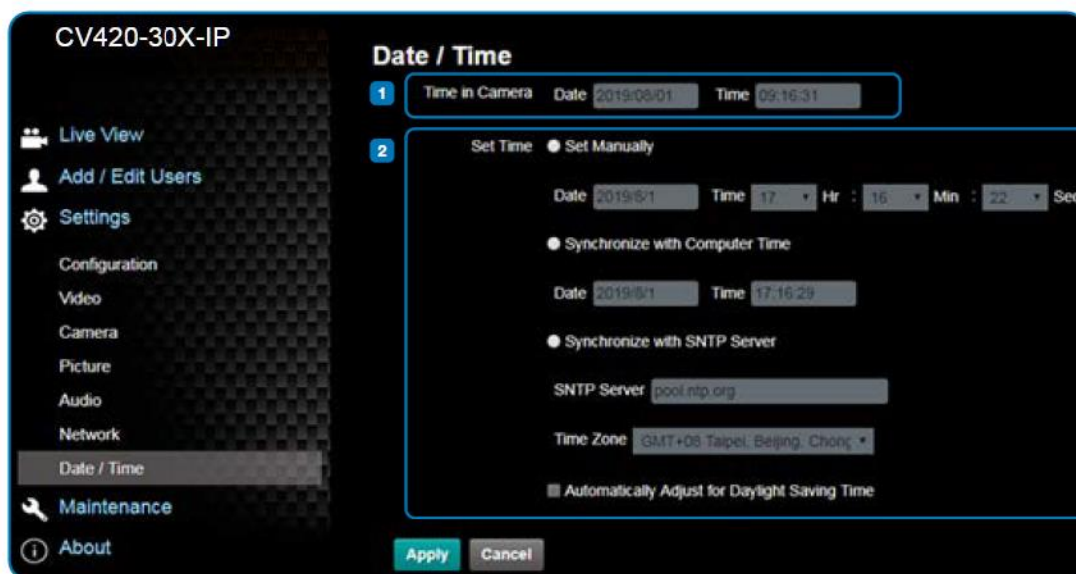 CV420-30X-IP
Live View
Add / Edit Users
Settings
Configuration
Video
Camera
Picture
Audio
Network
Date / Time
Maintenance
About
Date / Time
1
Time in Camera Date 2019/08/01 Time 09:16:31
2
Set Time Set Manually
Date 2019/8/1 Time 17 Hr : 16 Min : 22 Sec
Synchronize with Computer Time
Date 2019/8/1 Time 17:16:29
Synchronize with SNTP Server
SNTP Server pool.ntp.org
Time Zone GMT+08 Taipei, Beijing, Chong
Automatically Adjust for Daylight Saving Time
Apply Cancel